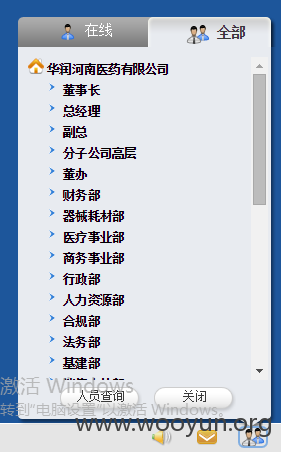 在线 全部
华润河南医药有限公司
董事长
总经理
副总
分子公司高层
董办
财务部
器械耗材部
医疗事业部
商务事业部
行政部
人力资源部
合规部
法务部
基建部
激活 Windows
人员查询 关闭
转到"电脑设置"以激活 Windows。
www.wooyun.org